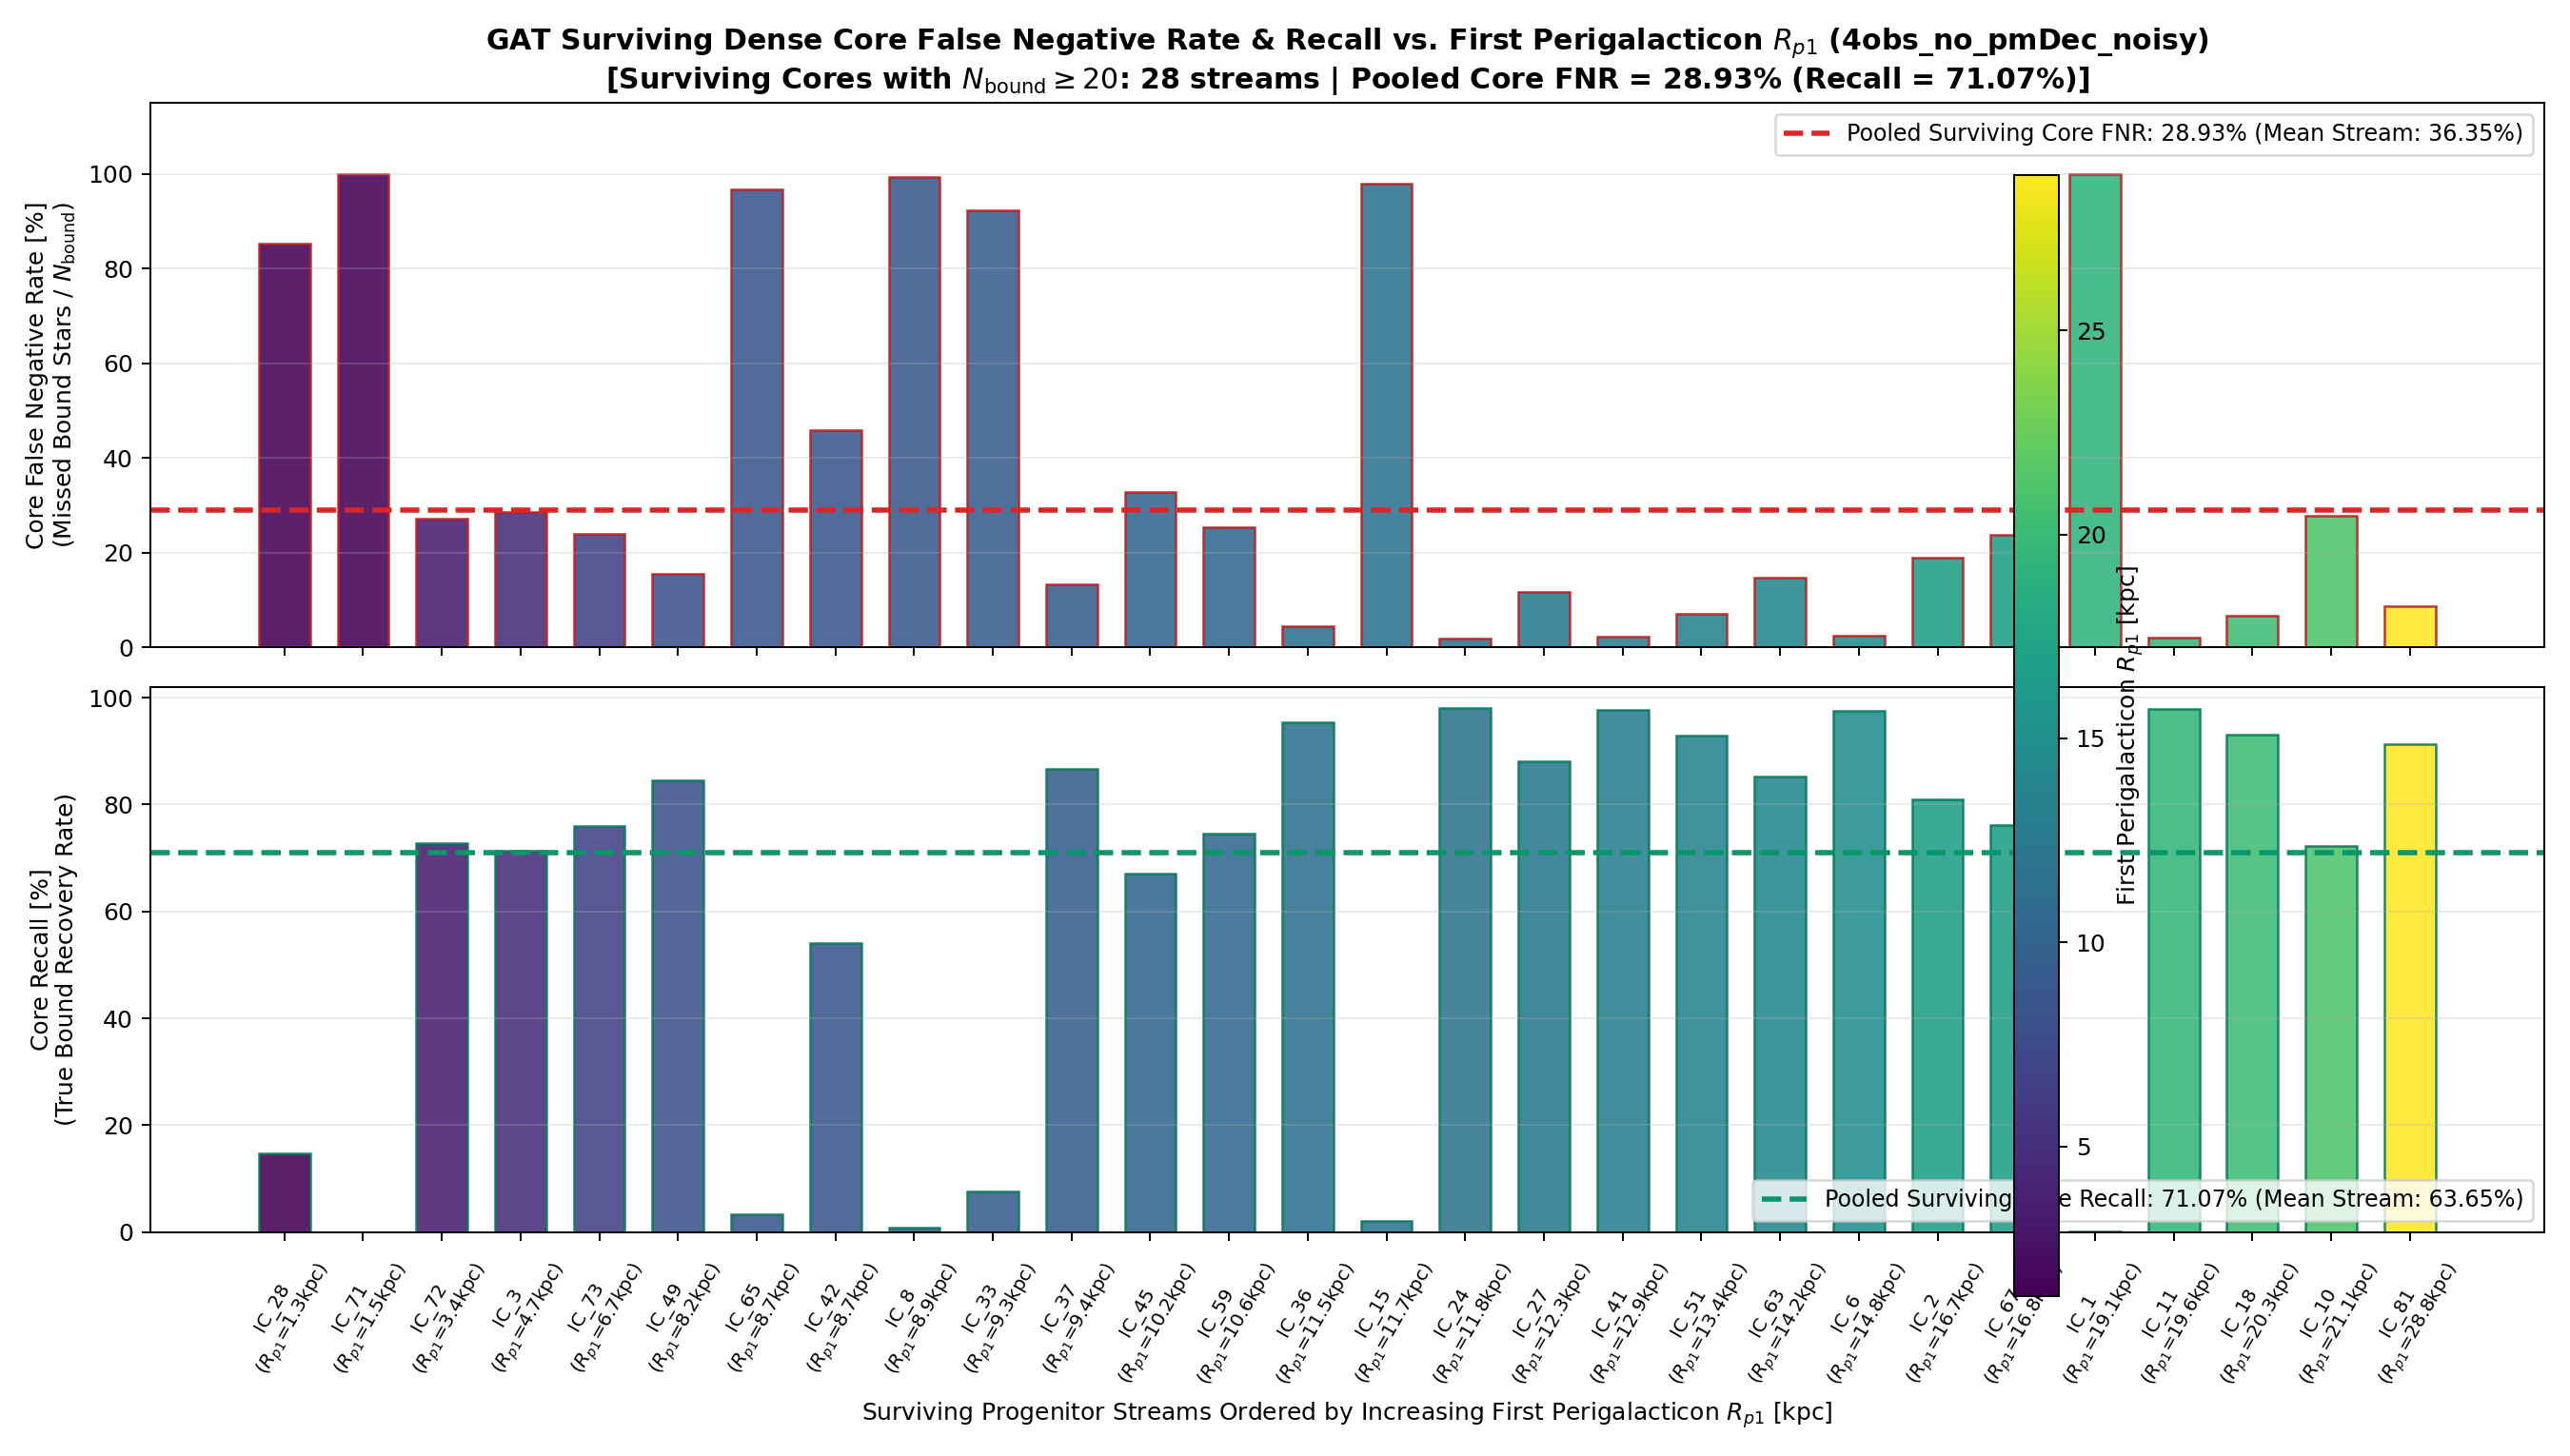 GAT Surviving Dense Core False Negative Rate & Recall vs. First Perigalacticon R_p1 (4obs_no_pmDec_noisy)
[Surviving Cores with N_bound ≥ 20: 28 streams | Pooled Core FNR = 28.93% (Recall = 71.07%)]
Pooled Surviving Core FNR: 28.93% (Mean Stream: 36.35%)
Core False Negative Rate [%]
(Missed Bound Stars / N_bound)
100
80
60
40
20
0
Core Recall [%]
(True Bound Recovery Rate)
100
80
60
40
20
0
25
20
15
10
5
First Perigalacticon R_p1 [kpc]
Pooled Surviving e Recall: 71.07% (Mean Stream: 63.65%)
IC_28
(R_p1=1.3kpc)
IC_71
(R_p1=1.5kpc)
IC_72
(R_p1=3.4kpc)
IC_3
(R_p1=4.7kpc)
IC_73
(R_p1=6.7kpc)
IC_49
(R_p1=8.2kpc)
IC_65
(R_p1=8.7kpc)
IC_42
(R_p1=8.7kpc)
IC_8
(R_p1=8.9kpc)
IC_33
(R_p1=9.3kpc)
IC_37
(R_p1=9.4kpc)
IC_45
(R_p1=10.2kpc)
IC_59
(R_p1=10.6kpc)
IC_36
(R_p1=11.5kpc)
IC_15
(R_p1=11.7kpc)
IC_24
(R_p1=11.8kpc)
IC_27
(R_p1=12.3kpc)
IC_41
(R_p1=12.9kpc)
IC_51
(R_p1=13.4kpc)
IC_63
(R_p1=14.2kpc)
IC_6
(R_p1=14.8kpc)
IC_2
(R_p1=16.7kpc)
IC_67
(R_p1=16.8
IC_1
(R_p1=19.1kpc)
IC_11
(R_p1=19.6kpc)
IC_18
(R_p1=20.3kpc)
IC_10
(R_p1=21.1kpc)
IC_81
(R_p1=28.8kpc)
Surviving Progenitor Streams Ordered by Increasing First Perigalacticon R_p1 [kpc]